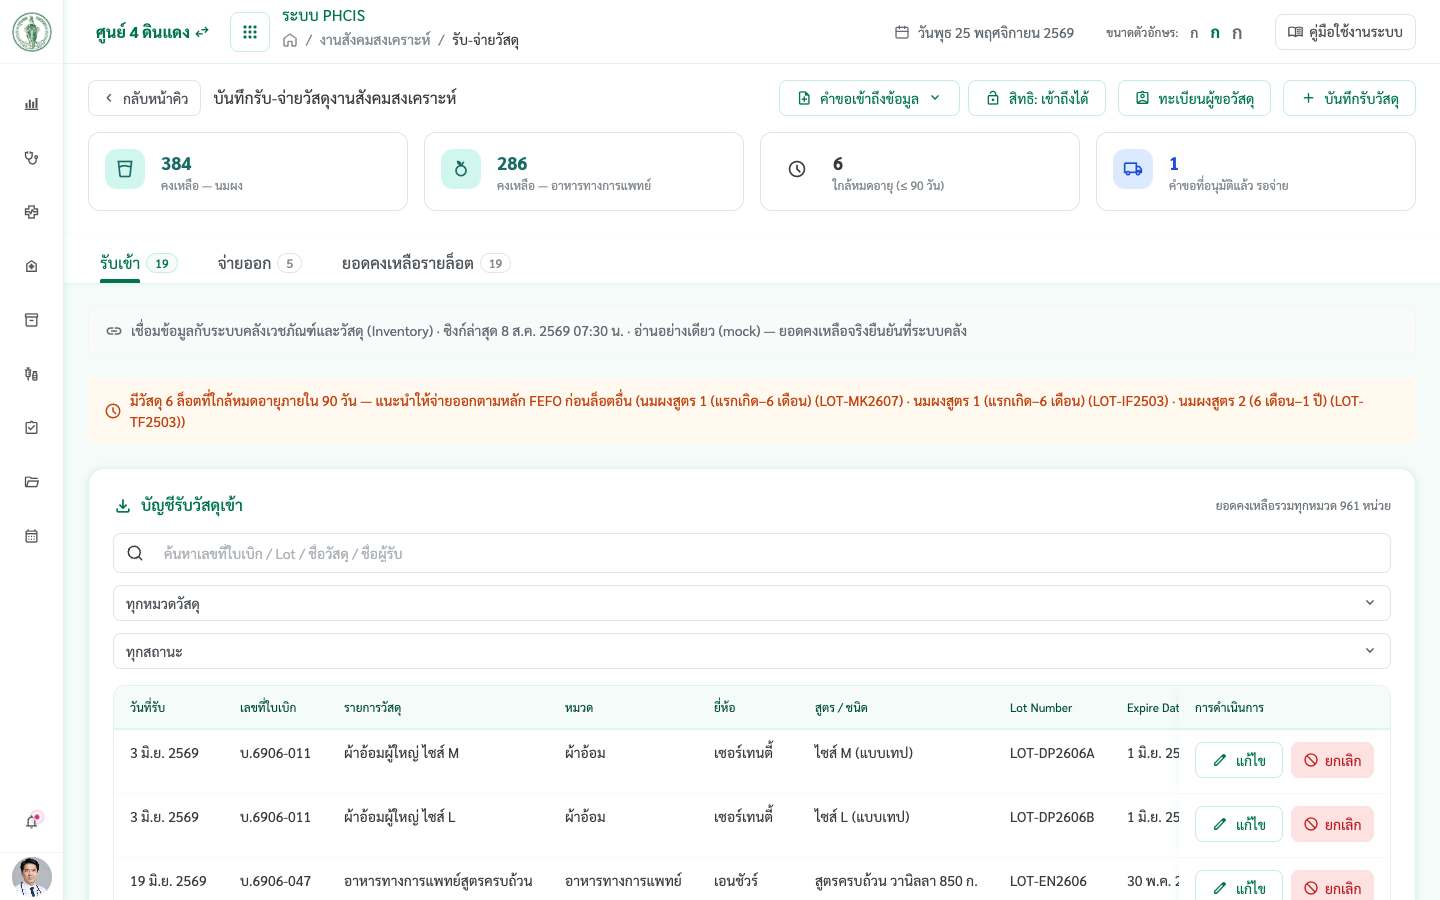 ศูนย์ 4 ดินแดง
ระบบ PHCIS
/ งานสังคมสงเคราะห์ / รับ-จ่ายวัสดุ
วันพุธ 25 พฤศจิกายน 2569
ขนาดตัวอักษร: ก ก ก
คู่มือใช้งานระบบ
กลับหน้าคิว
บันทึกรับ-จ่ายวัสดุงานสังคมสงเคราะห์
คำขอเข้าถึงข้อมูล
สิทธิ: เข้าถึงได้
ทะเบียนผู้ขอวัสดุ
บันทึกรับวัสดุ
384
คงเหลือ — นมผง
286
คงเหลือ — อาหารทางการแพทย์
6
ใกล้หมดอายุ (≤ 90 วัน)
1
คำขอที่อนุมัติแล้ว รอจ่าย
รับเข้า 19
จ่ายออก 5
ยอดคงเหลือรายล็อต 19
เชื่อมข้อมูลกับระบบคลังเวชภัณฑ์และวัสดุ (Inventory) · ซิงก์ล่าสุด 8 ส.ค. 2569 07:30 น. · อ่านอย่างเดียว (mock) — ยอดคงเหลือจริงยืนยันที่ระบบคลัง
มีวัสดุ 6 ล็อตที่ใกล้หมดอายุภายใน 90 วัน — แนะนำให้จ่ายออกตามหลัก FEFO ก่อนล็อตอื่น (นมผงสูตร 1 (แรกเกิด–6 เดือน) (LOT-MK2607) · นมผงสูตร 1 (แรกเกิด–6 เดือน) (LOT-IF2503) · นมผงสูตร 2 (6 เดือน–1 ปี) (LOT-
TF2503))
บัญชีรับวัสดุเข้า
ยอดคงเหลือรวมทุกหมวด 961 หน่วย
ค้นหาเลขที่ใบเบิก / Lot / ชื่อวัสดุ / ชื่อผู้รับ
ทุกหมวดวัสดุ
ทุกสถานะ
วันที่รับ เลขที่ใบเบิก รายการวัสดุ หมวด ยี่ห้อ สูตร / ชนิด Lot Number Expire Dat การดำเนินการ
3 มิ.ย. 2569 บ.6906-011 ผ้าอ้อมผู้ใหญ่ ไซส์ M ผ้าอ้อม เซอร์เทนตี้ ไซส์ M (แบบเทป) LOT-DP2606A 1 มิ.ย. 25 แก้ไข ยกเลิก
3 มิ.ย. 2569 บ.6906-011 ผ้าอ้อมผู้ใหญ่ ไซส์ L ผ้าอ้อม เซอร์เทนตี้ ไซส์ L (แบบเทป) LOT-DP2606B 1 มิ.ย. 25 แก้ไข ยกเลิก
19 มิ.ย. 2569 บ.6906-047 อาหารทางการแพทย์สูตรครบถ้วน อาหารทางการแพทย์ เอนชัวร์ สูตรครบถ้วน วานิลลา 850 ก. LOT-EN2606 30 พ.ค. 2 แก้ไข ยกเลิก